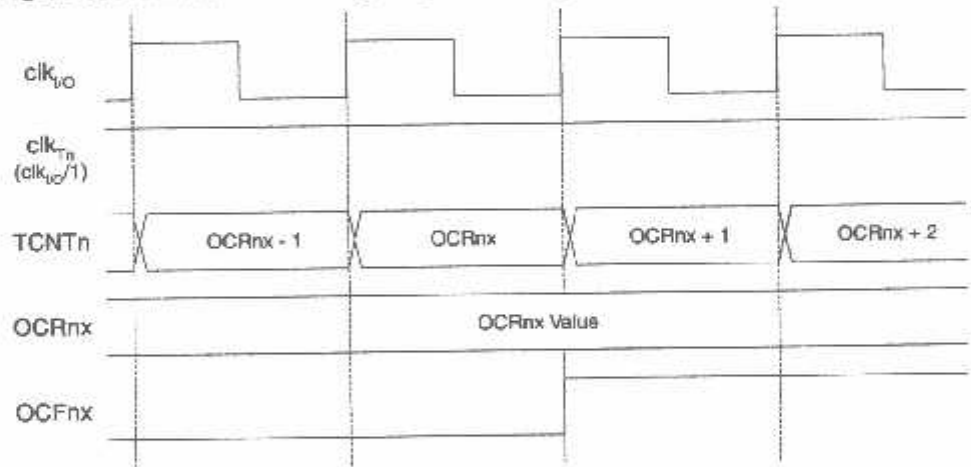 clkI/O
clkTn
(clkI/O/1)
TCNTn
OCRnx - 1
OCRnx
OCRnx + 1
OCRnx + 2
OCRnx
OCRnx Value
OCFnx